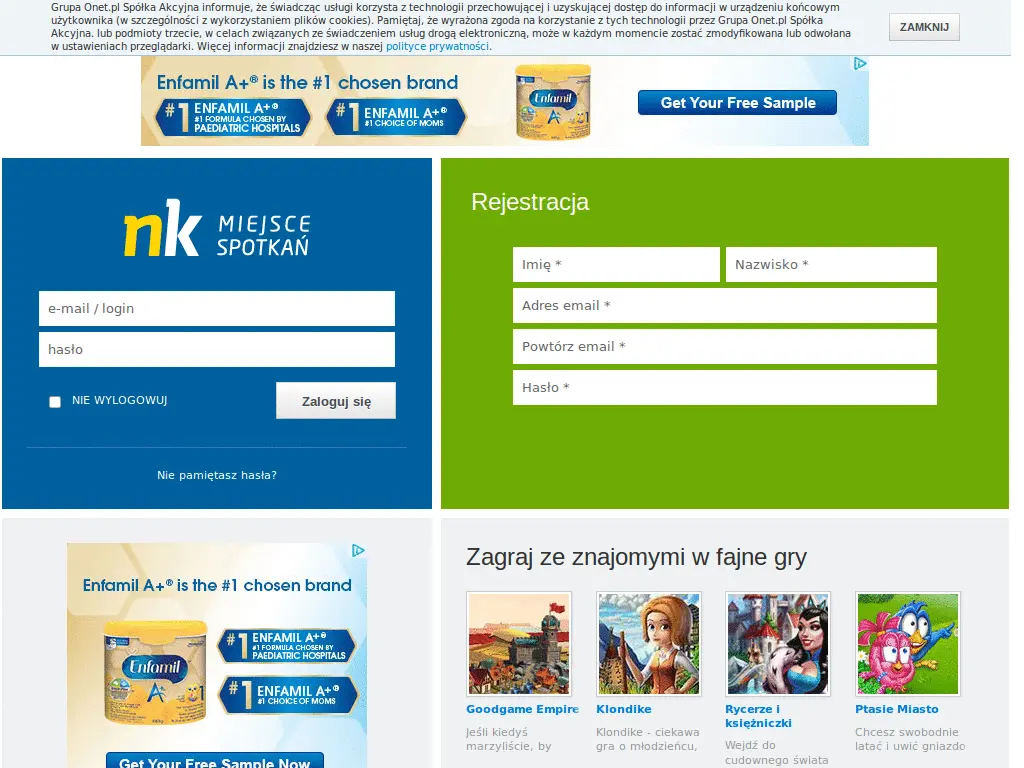 Grupa Onet.pl Spółka Akcyjna informuje, że świadcząc usługi korzysta z technologii przechowującej i uzyskującej dostęp do informacji w urządzeniu końcowym
użytkownika (w szczególności z wykorzystaniem plików cookies). Pamiętaj, że wyrażona zgoda na korzystanie z tych technologii przez Grupa Onet.pl Spółka
Akcyjna. lub podmioty trzecie, w celach związanych ze świadczeniem usług drogą elektroniczną, może w każdym momencie zostać zmodyfikowana lub odwołana
w ustawieniach przeglądarki. Więcej informacji znajdziesz w naszej polityce prywatności.
ZAMKNIJ
Enfamil A+® is the #1 chosen brand
#1 ENFAMIL A+®
#1 FORMULA CHOSEN BY
PAEDIATRIC HOSPITALS
#1 ENFAMIL A+®
#1 CHOICE OF MOMS
Enfamil
A+
Get Your Free Sample
nk MIEJSCE
SPOTKAŃ
e-mail / login
hasło
NIE WYLOGOWUJ
Zaloguj się
Nie pamiętasz hasła?
Rejestracja
Imię *
Nazwisko *
Adres email *
Powtórz email *
Hasło *
Enfamil A+® is the #1 chosen brand
Enfamil
A+
1
#1 ENFAMIL A+®
#1 FORMULA CHOSEN BY
PAEDIATRIC HOSPITALS
#1 ENFAMIL A+®
#1 CHOICE OF MOMS
Get Your Free Sample Now
Zagraj ze znajomymi w fajne gry
Goodgame Empire
Jeśli kiedyś
marzyliście, by
Klondike
Klondike - ciekawa
gra o młodzieńcu,
Rycerze i
księżniczki
Wejdź do
cudownego świata
Ptasie Miasto
Chcesz swobodnie
latać i uwić gniazdo